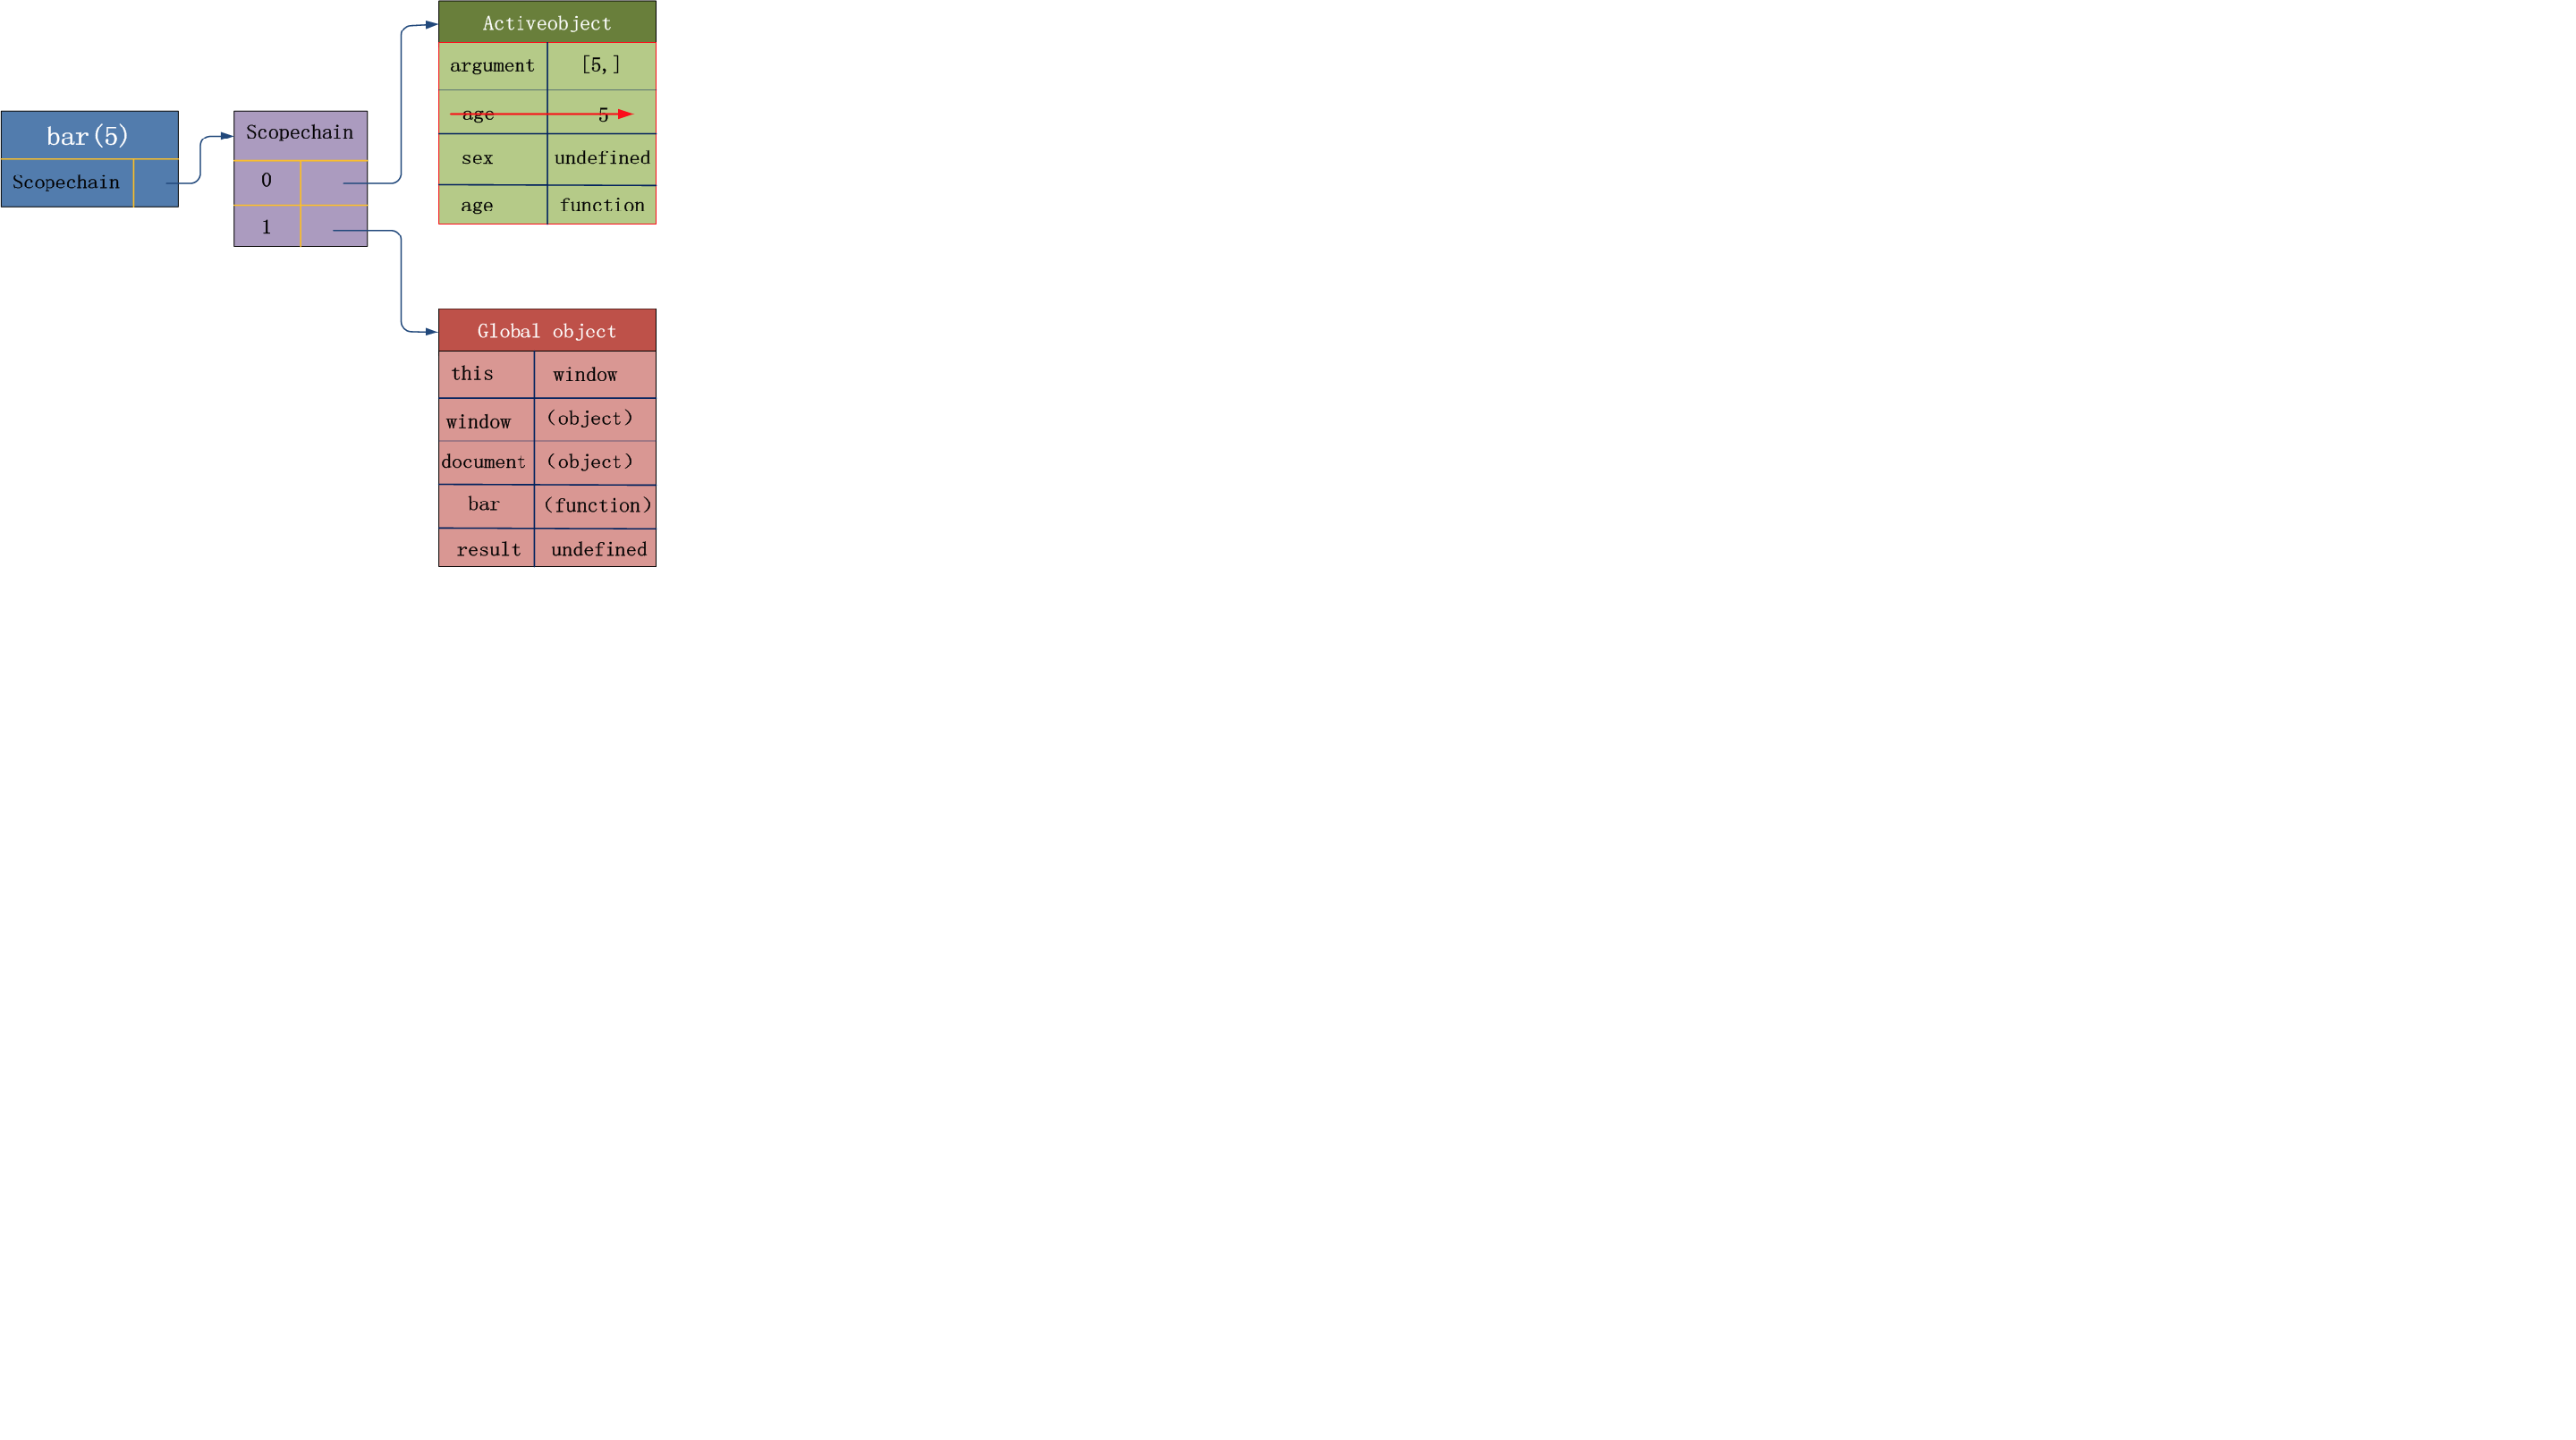 bar(5)
Scopechain
Scopechain
0
1
Activeobject
argument [5,]
age 5
sex undefined
age function
Global object
this window
window (object)
document (object)
bar (function)
result undefined